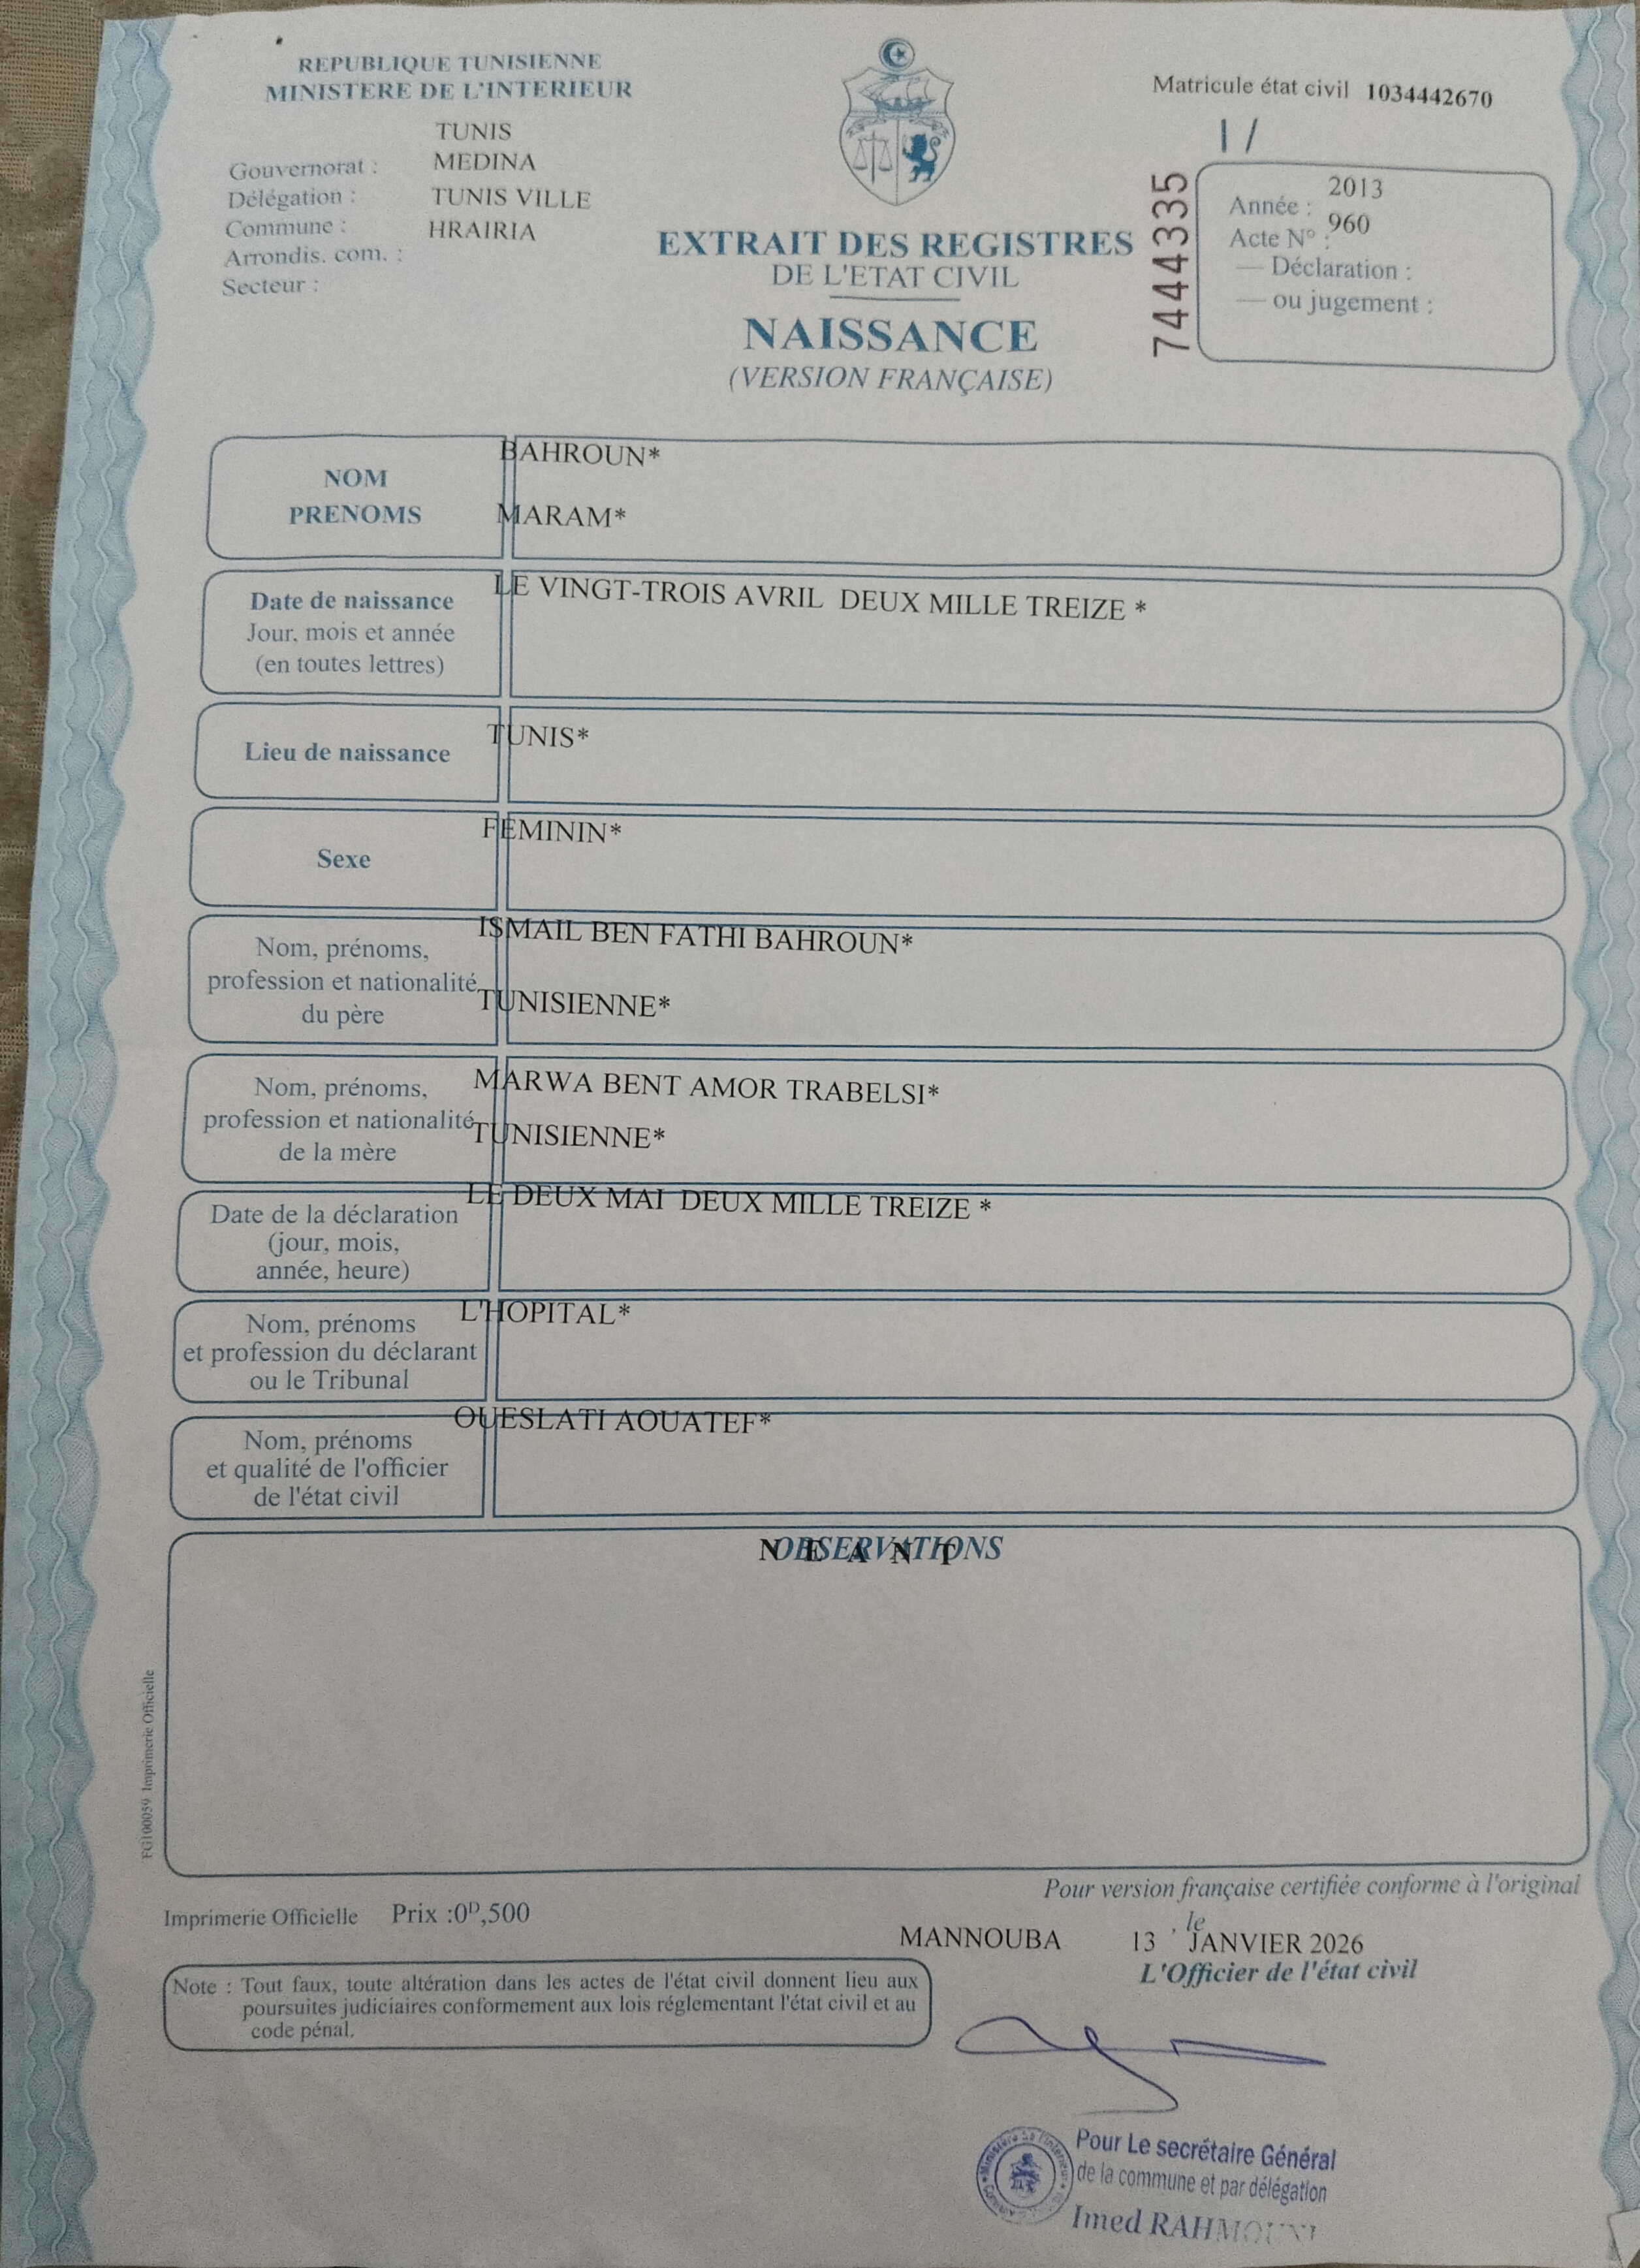 REPUBLIQUE TUNISIENNE
MINISTERE DE L'INTERIEUR
TUNIS
Gouvernorat : MEDINA
Délégation : TUNIS VILLE
Commune : HRAIRIA
Arrondis. com. :
Secteur :
EXTRAIT DES REGISTRES
DE L'ETAT CIVIL
NAISSANCE
(VERSION FRANÇAISE)
Matricule état civil 1034442670
1 /
7444335
2013
Année :
960
Acte N° :
— Déclaration :
— ou jugement :
NOM
PRENOMS
BAHROUN*
MARAM*
Date de naissance
Jour, mois et année
(en toutes lettres)
LE VINGT-TROIS AVRIL DEUX MILLE TREIZE *
Lieu de naissance
TUNIS*
Sexe
FEMININ*
Nom, prénoms,
profession et nationalité
du père
ISMAIL BEN FATHI BAHROUN*
TUNISIENNE*
Nom, prénoms,
profession et nationalité
de la mère
MARWA BENT AMOR TRABELSI*
TUNISIENNE*
Date de la déclaration
(jour, mois,
année, heure)
LE DEUX MAI DEUX MILLE TREIZE *
Nom, prénoms
et profession du déclarant
ou le Tribunal
L'HOPITAL*
Nom, prénoms
et qualité de l'officier
de l'état civil
OUESLATI AOUATEF*
OBSERVATIONS
N E A N T
FG100059 Imprimerie Officielle
Pour version française certifiée conforme à l'original
Imprimerie Officielle Prix :0ᴰ,500
, le
MANNOUBA 13 JANVIER 2026
L'Officier de l'état civil
Note : Tout faux, toute altération dans les actes de l'état civil donnent lieu aux
poursuites judiciaires conformement aux lois réglementant l'état civil et au
code pénal.
Pour Le secrétaire Général
de la commune et par délégation
Imed RAHMOUNI